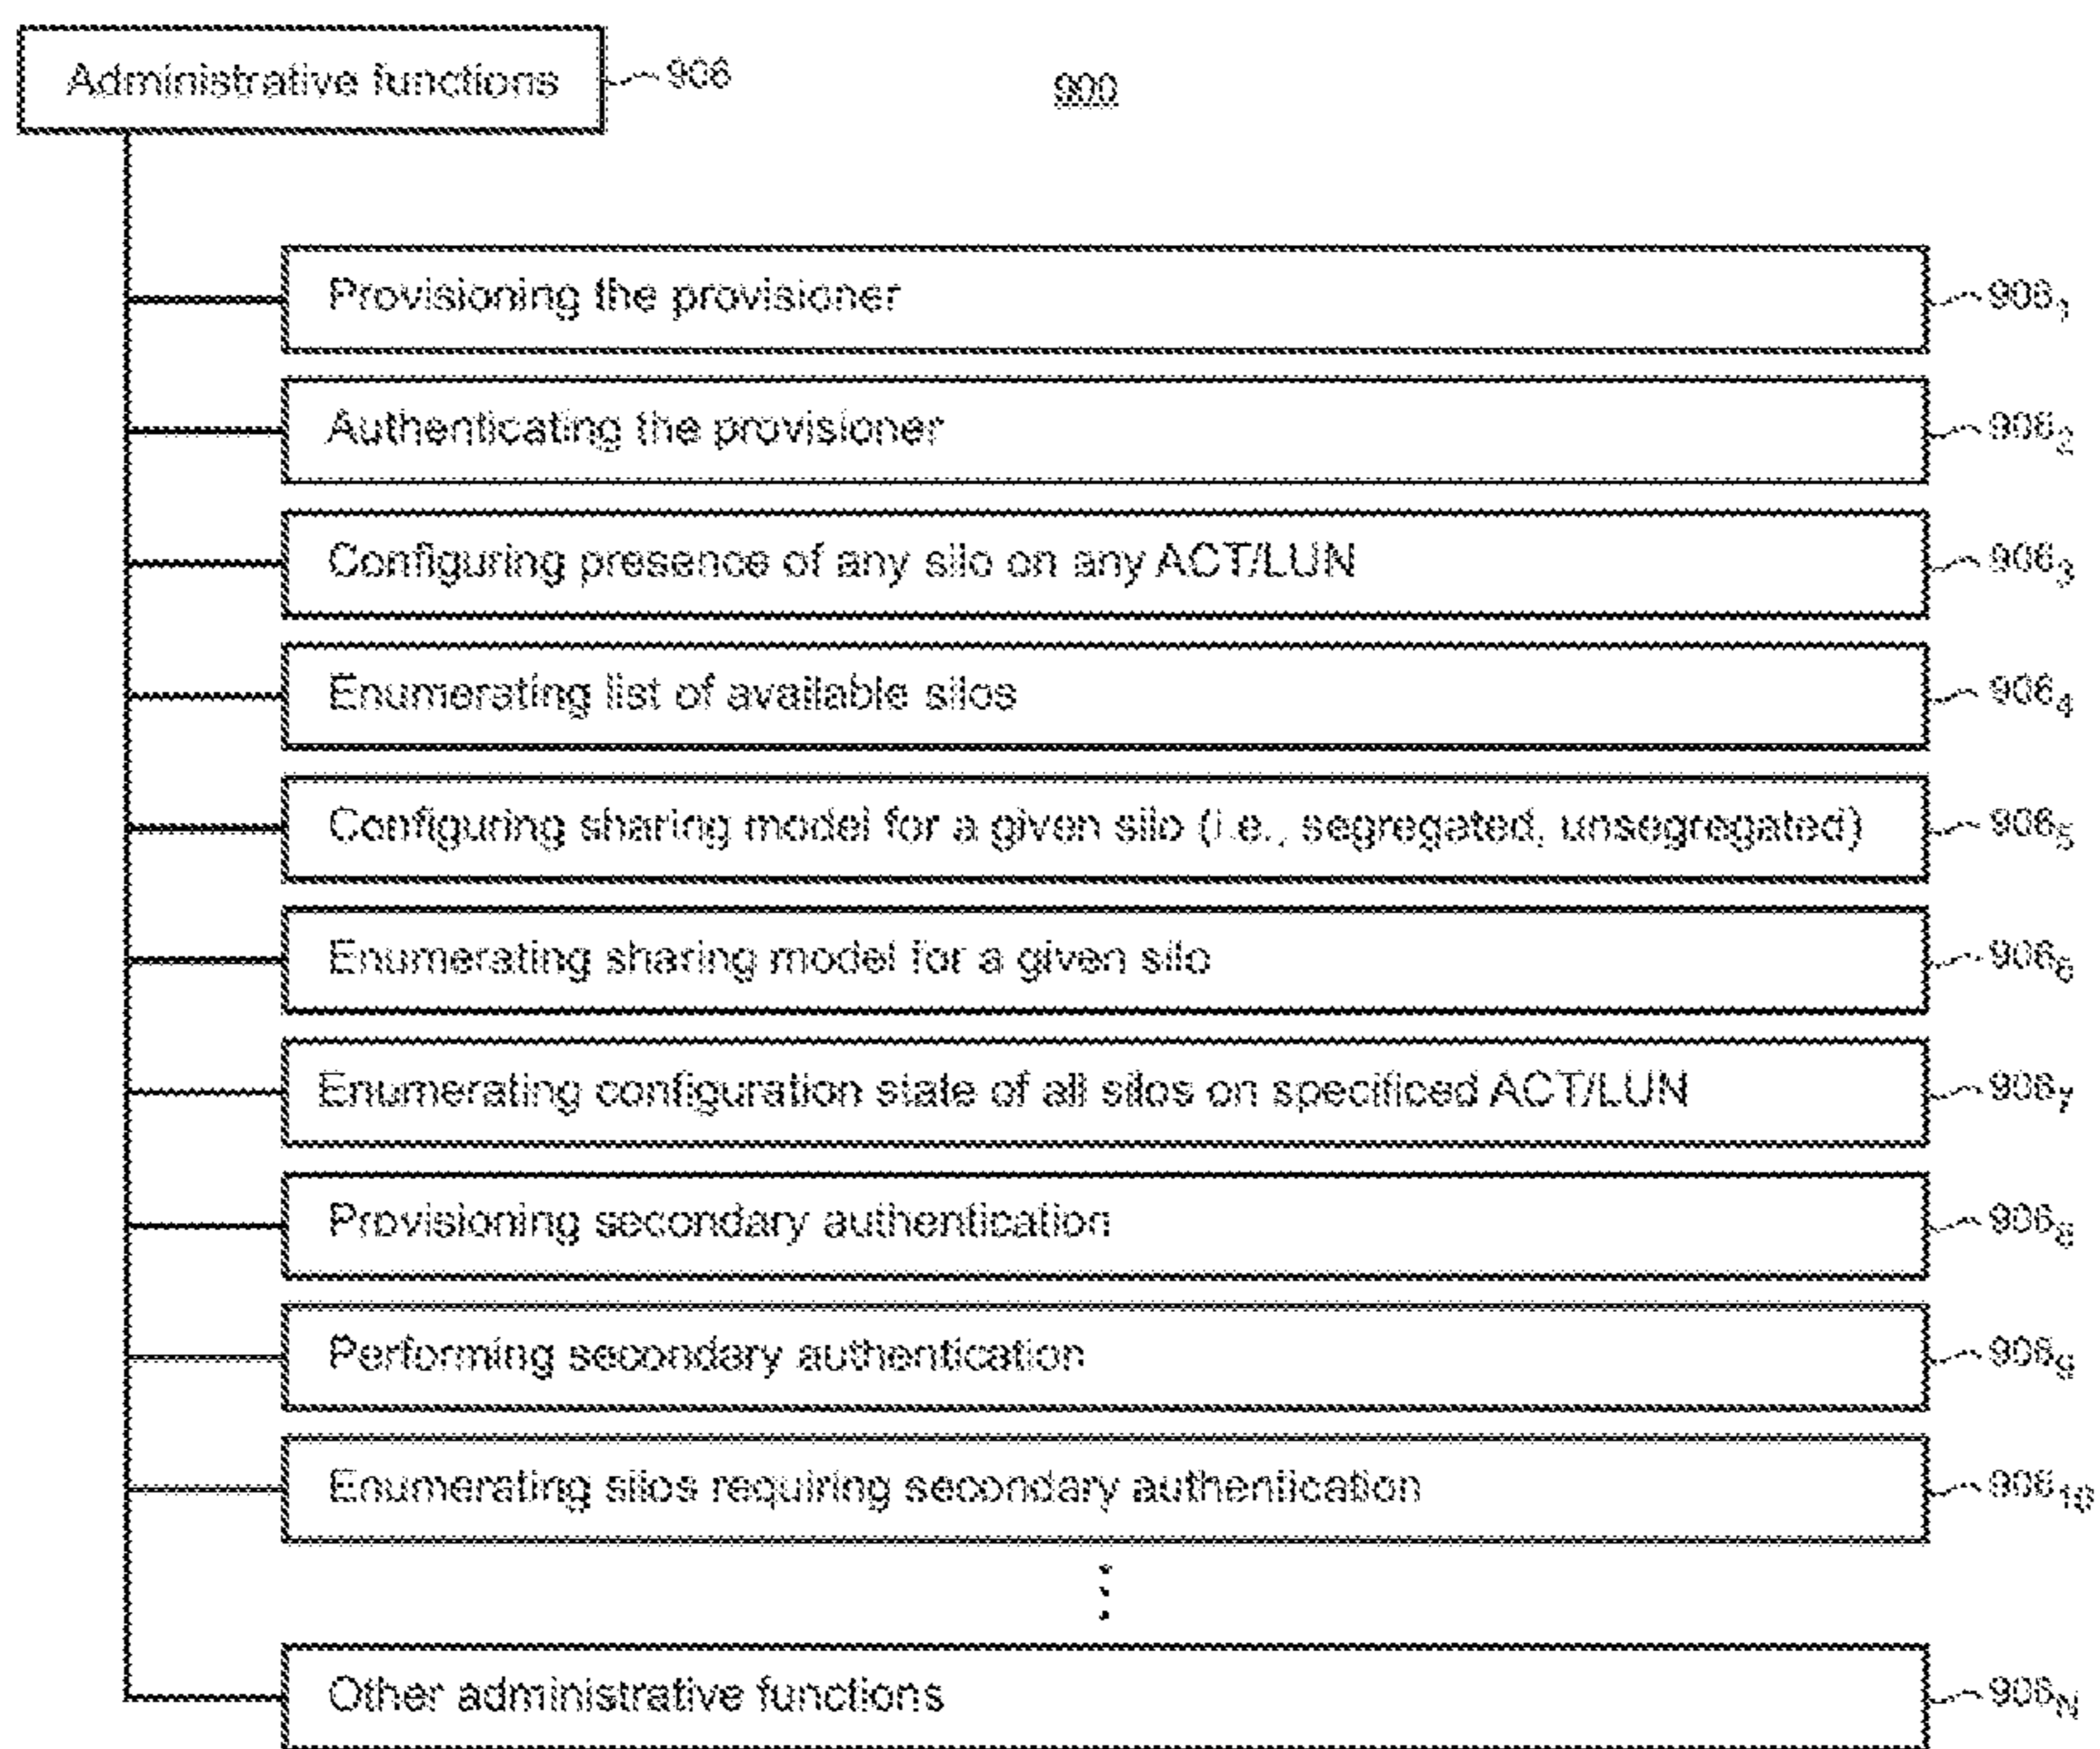 Administrative functions 906
900
Provisioning the provisioner 906₁
Authenticating the provisioner 906₂
Configuring presence of any silo on any ACT/LUN 906₃
Enumerating list of available silos 906₄
Configuring sharing model for a given silo (i.e., segregated, unsegregated) 906₅
Enumerating sharing model for a given silo 906₆
Enumerating configuration state of all silos on specificed ACT/LUN 906₇
Provisioning secondary authentication 906₈
Performing secondary authentication 906₉
Enumerating silos requiring secondary authentication 906₁₀
Other administrative functions 906N